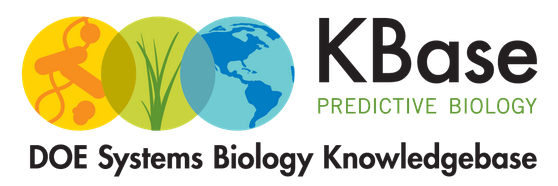 KBase
PREDICTIVE BIOLOGY
DOE Systems Biology Knowledgebase